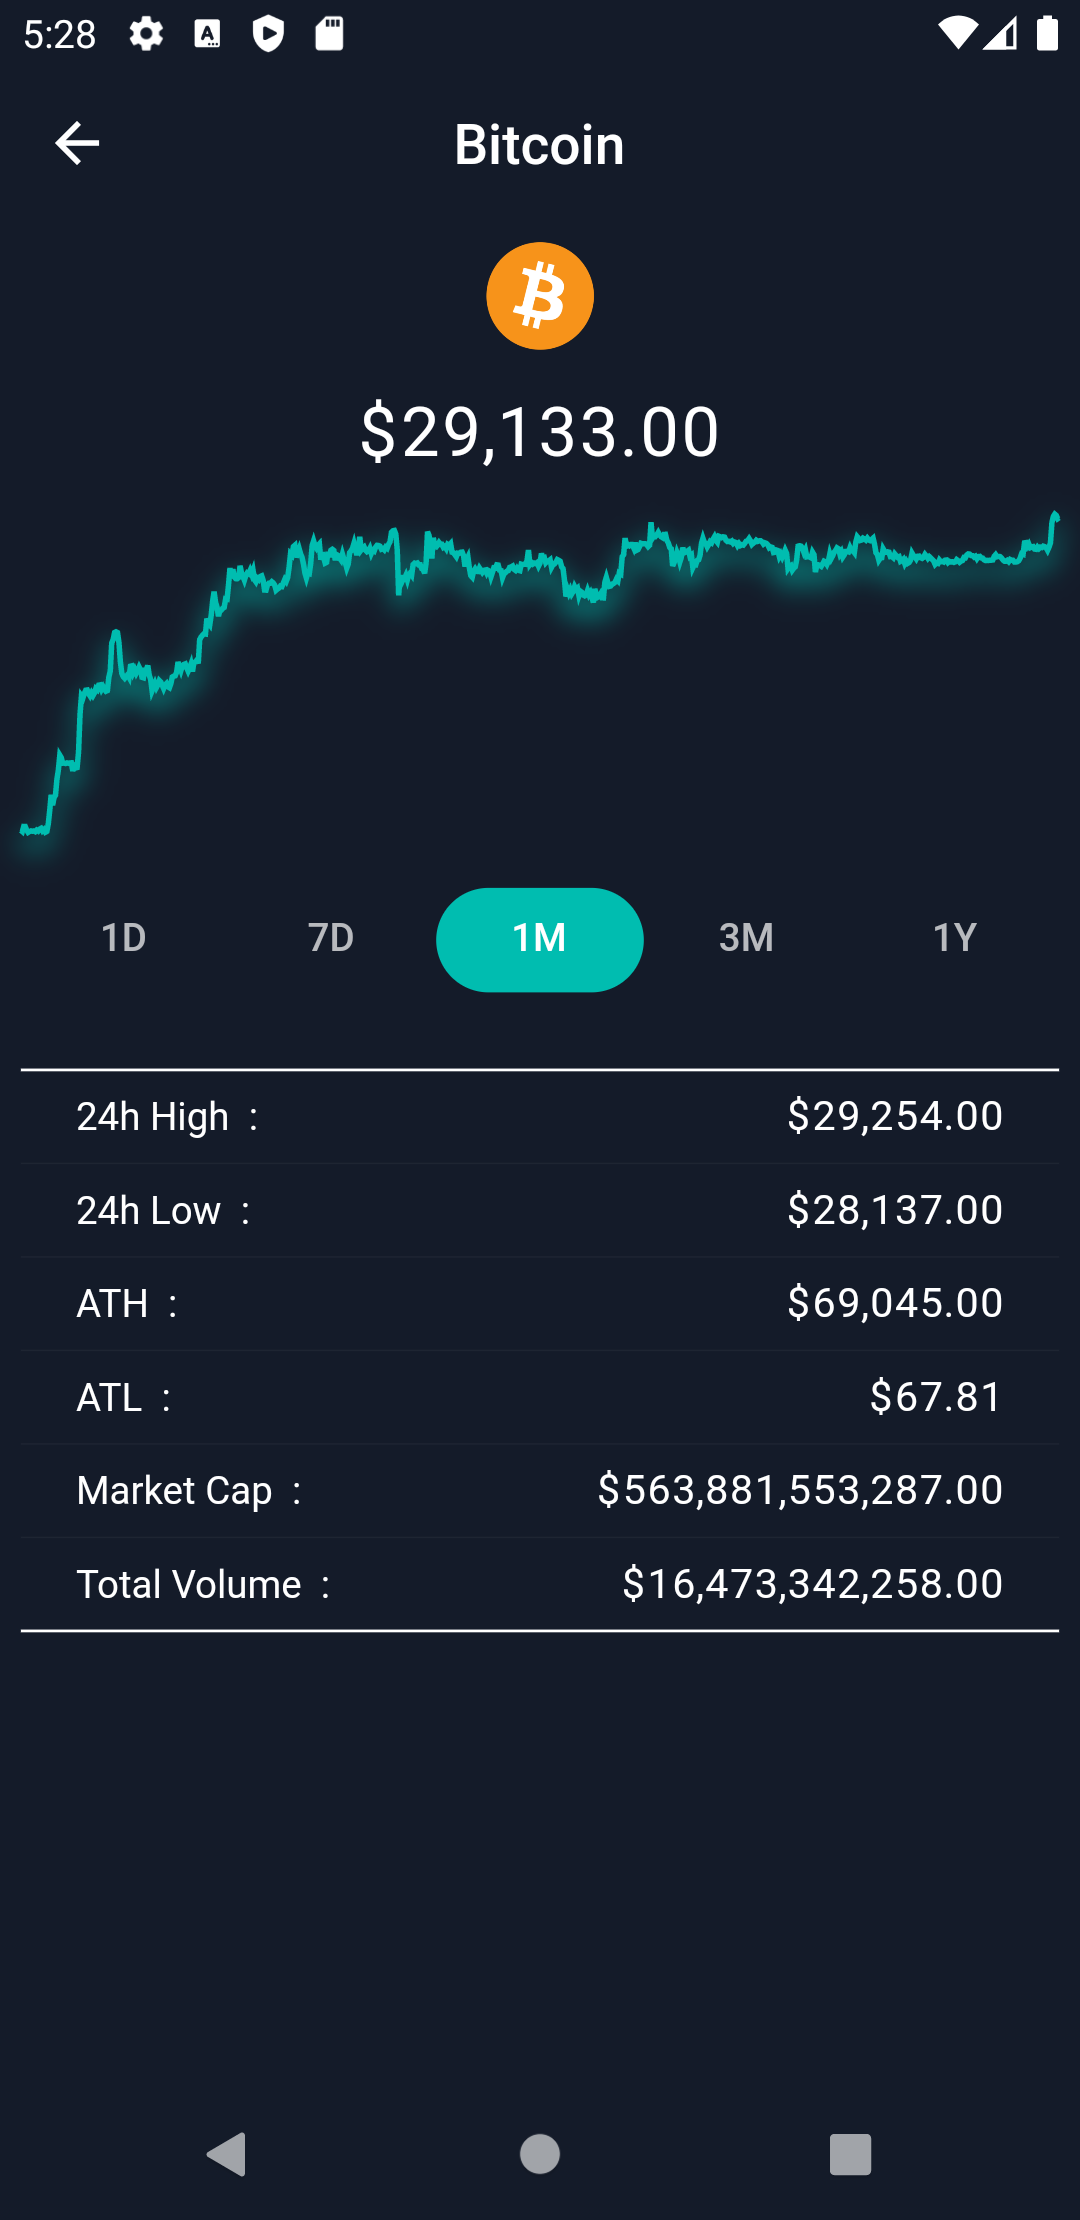 5:28
Bitcoin
$29,133.00
1D 7D 1M 3M 1Y
24h High : $29,254.00
24h Low : $28,137.00
ATH : $69,045.00
ATL : $67.81
Market Cap : $563,881,553,287.00
Total Volume : $16,473,342,258.00